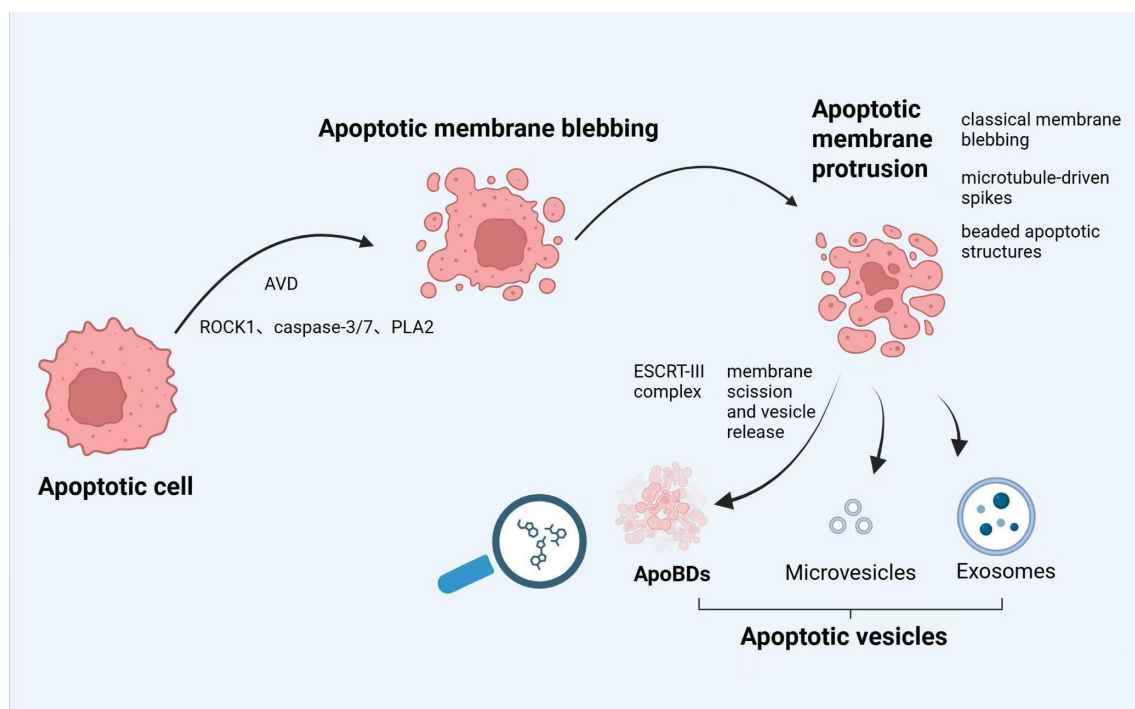 Apoptotic membrane blebbing
Apoptotic
membrane
protrusion
classical membrane
blebbing
microtubule-driven
spikes
beaded apoptotic
structures
AVD
ROCK1、caspase-3/7、PLA2
Apoptotic cell
ESCRT-III
complex
membrane
scission
and vesicle
release
ApoBDs
Microvesicles
Exosomes
Apoptotic vesicles